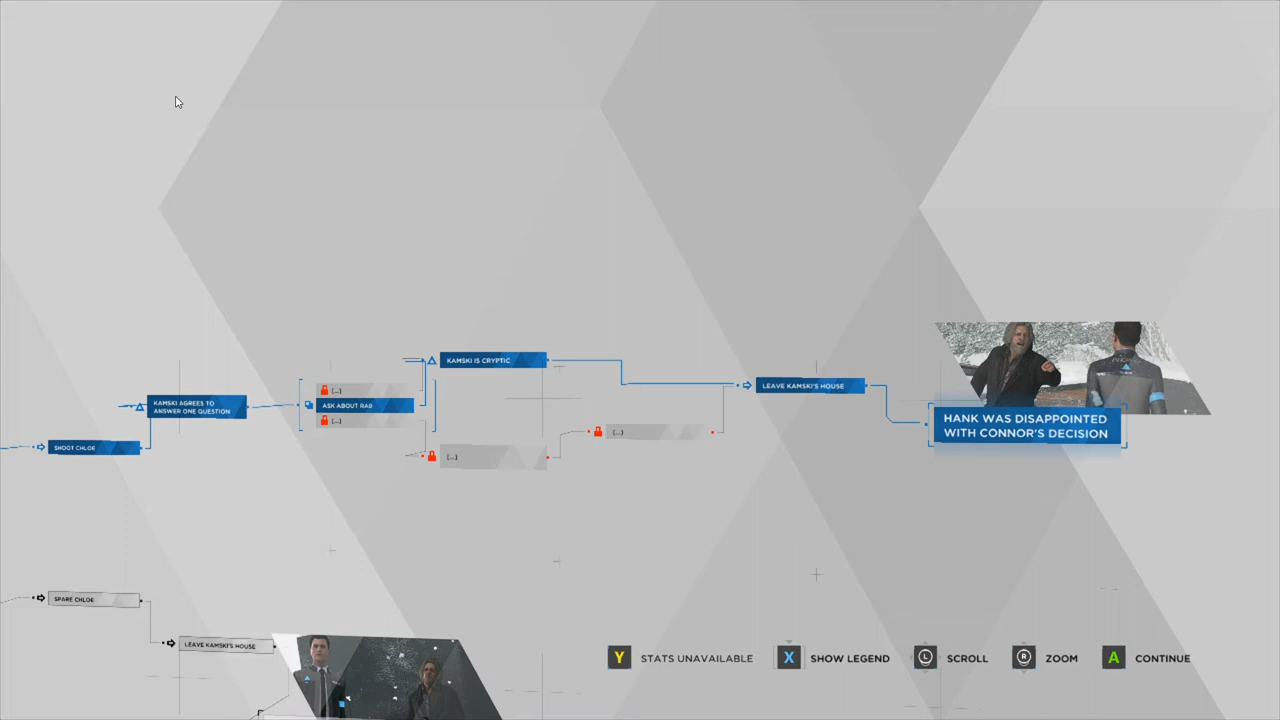 KAMSKI IS CRYPTIC
[...]
KAMSKI AGREES TO
ANSWER ONE QUESTION
ASK ABOUT RA9
[...]
LEAVE KAMSKI'S HOUSE
HANK WAS DISAPPOINTED
WITH CONNOR'S DECISION
SHOOT CHLOE
[...]
[...]
SPARE CHLOE
LEAVE KAMSKI'S HOUSE
Y STATS UNAVAILABLE X SHOW LEGEND L SCROLL R ZOOM A CONTINUE